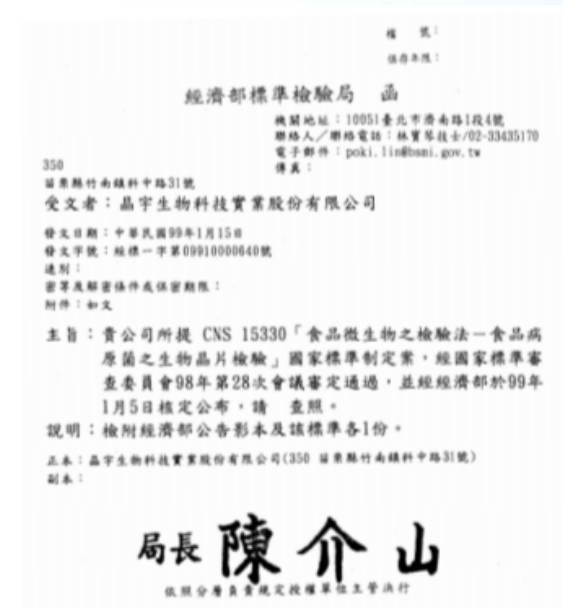 檔　號：
保存年限：
經濟部標準檢驗局　函
機關地址：10051臺北市濟南路1段4號
聯絡人／聯絡電話：林寶琴技士/02-33435170
電子郵件：poki.lin@bsmi.gov.tw
傳真：
350
苗栗縣竹南鎮科中路31號
受文者：晶宇生物科技實業股份有限公司
發文日期：中華民國99年1月15日
發文字號：經標一字第09910000640號
速別：
密等及解密條件或保密期限：
附件：如文
主旨：貴公司所提 CNS 15330「食品微生物之檢驗法－食品病
原菌之生物晶片檢驗」國家標準制定案，經國家標準審
查委員會98年第28次會議審定通過，並經經濟部於99年
1月5日核定公布，請　查照。
說明：檢附經濟部公告影本及該標準各1份。
正本：晶宇生物科技實業股份有限公司(350 苗栗縣竹南鎮科中路31號)
副本：
局長 陳介山
依照分層負責規定授權單位主管決行